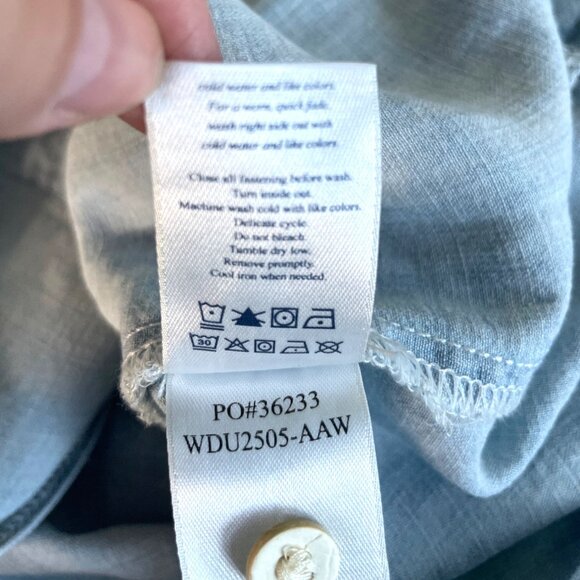 cold water and like colors.
For a worn, quick fade,
wash right side out with
cold water and like colors.
Close all fastening before wash.
Turn inside out.
Machine wash cold with like colors.
Delicate cycle.
Do not bleach.
Tumble dry low.
Remove promptly.
Cool iron when needed.
30
PO#36233
WDU2505-AAW